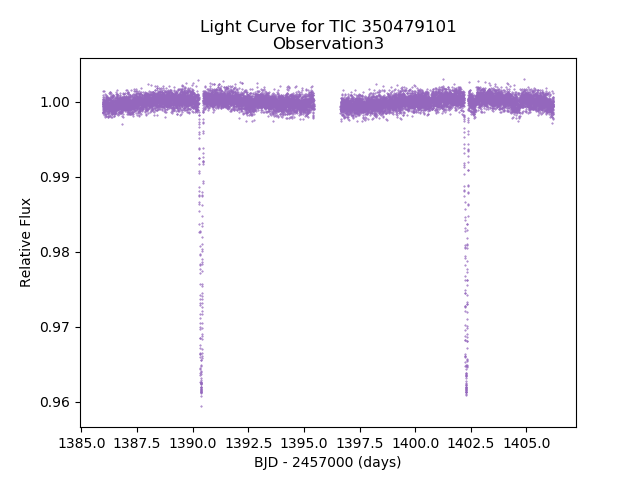 Light Curve for TIC 350479101
Observation3
1.00
0.99
0.98
0.97
0.96
Relative Flux
1385.0 1387.5 1390.0 1392.5 1395.0 1397.5 1400.0 1402.5 1405.0
BJD - 2457000 (days)